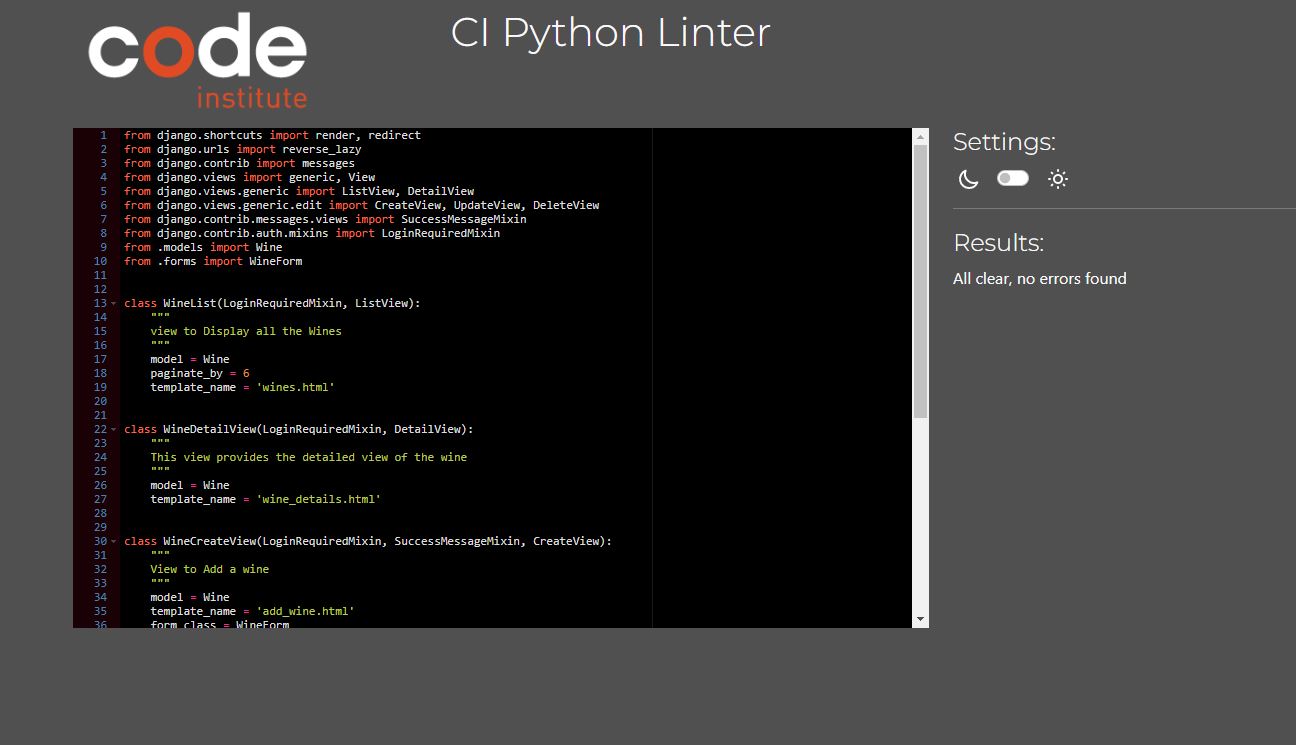 code
institute
CI Python Linter
1 from django.shortcuts import render, redirect
2 from django.urls import reverse_lazy
3 from django.contrib import messages
4 from django.views import generic, View
5 from django.views.generic import ListView, DetailView
6 from django.views.generic.edit import CreateView, UpdateView, DeleteView
7 from django.contrib.messages.views import SuccessMessageMixin
8 from django.contrib.auth.mixins import LoginRequiredMixin
9 from .models import Wine
10 from .forms import WineForm
11
12
13 class WineList(LoginRequiredMixin, ListView):
14     """
15     view to Display all the Wines
16     """
17     model = Wine
18     paginate_by = 6
19     template_name = 'wines.html'
20
21
22 class WineDetailView(LoginRequiredMixin, DetailView):
23     """
24     This view provides the detailed view of the wine
25     """
26     model = Wine
27     template_name = 'wine_details.html'
28
29
30 class WineCreateView(LoginRequiredMixin, SuccessMessageMixin, CreateView):
31     """
32     View to Add a wine
33     """
34     model = Wine
35     template_name = 'add_wine.html'
36     form_class = WineForm
Settings:
Results:
All clear, no errors found